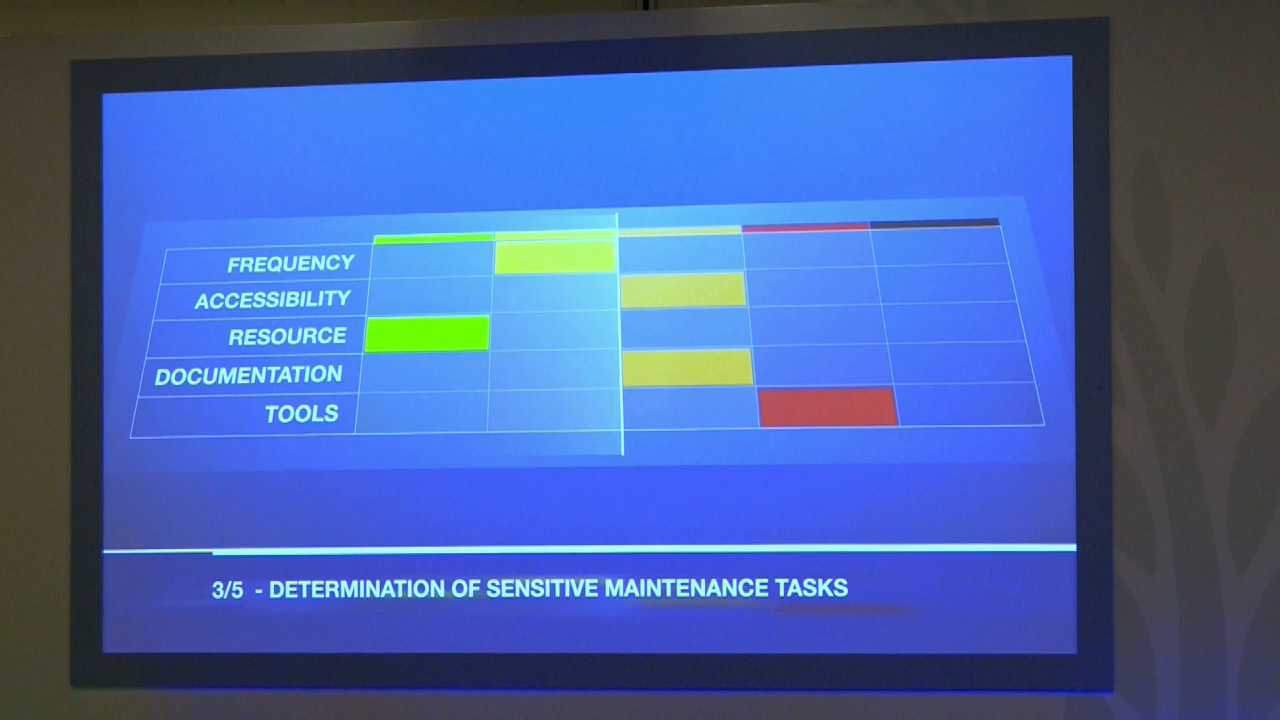 FREQUENCY
ACCESSIBILITY
RESOURCE
DOCUMENTATION
TOOLS
3/5 - DETERMINATION OF SENSITIVE MAINTENANCE TASKS